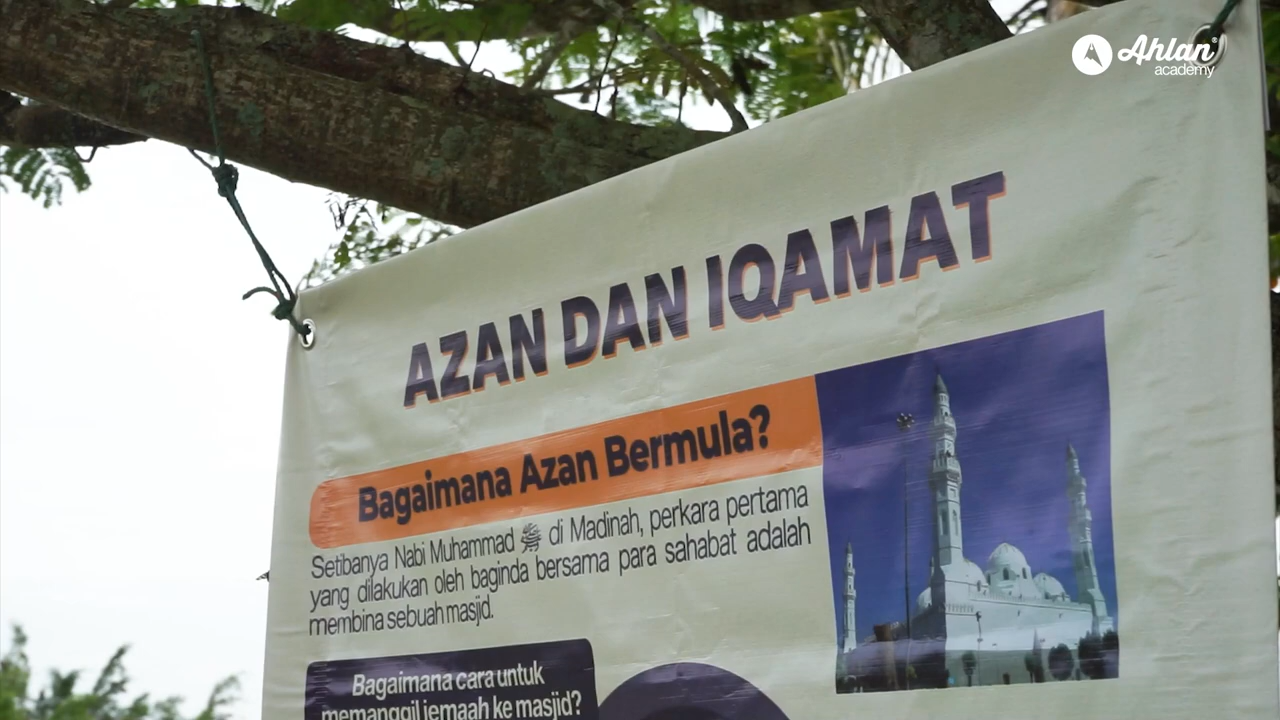 Ahlan®
academy
AZAN DAN IQAMAT
Bagaimana Azan Bermula?
Setibanya Nabi Muhammad ﷺ di Madinah, perkara pertama
yang dilakukan oleh baginda bersama para sahabat adalah
membina sebuah masjid.
Bagaimana cara untuk
memanggil jemaah ke masjid?